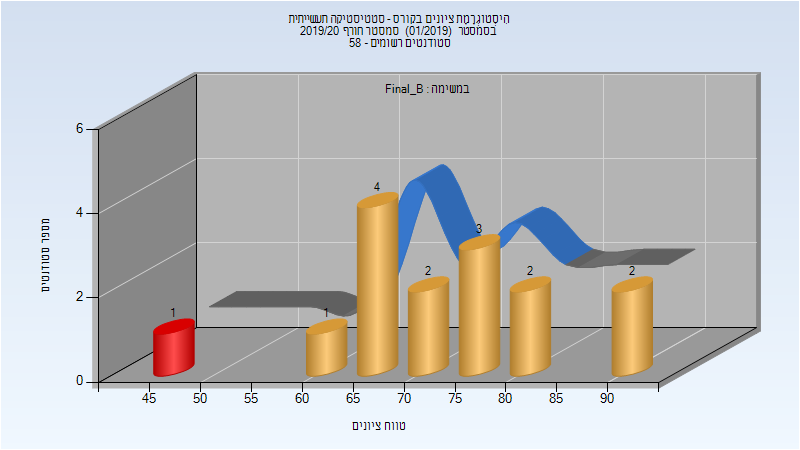 היסטוגרמת ציונים בקורס - סטטיסטיקה תעשייתית
בסמסטר (01/2019) סמסטר חורף 2019/20
סטודנטים רשומים - 58
במשימה : Final_B
מספר סטודנטים
6
4
2
0
1
1
4
2
3
2
2
45 50 55 60 65 70 75 80 85 90
טווח ציונים